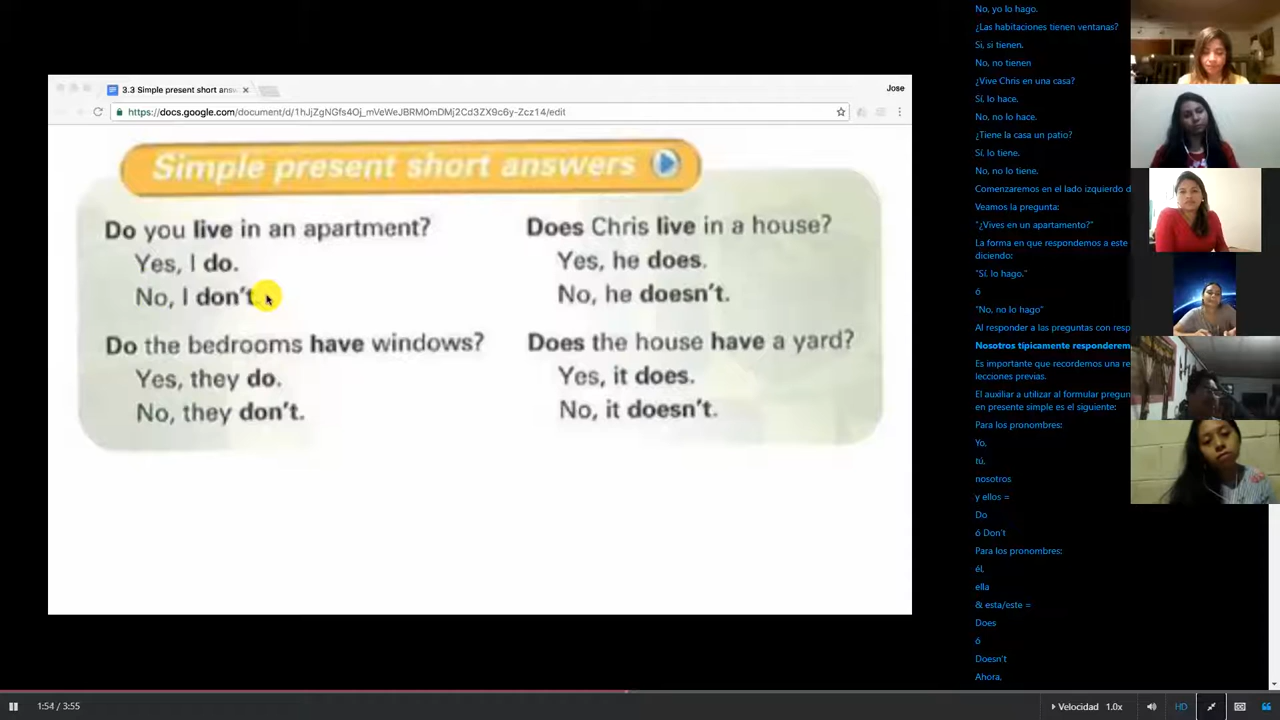 3.3 Simple present short answ
Jose
https://docs.google.com/document/d/1hJjZgNGfs4Oj_mVeWeJBRM0mDMj2Cd3ZX9c6y-Zcz14/edit
Simple present short answers
Do you live in an aparment?
Yes, I do.
No, I don't.
Do the bedrooms have windows?
Yes, they do.
No, they don't.
Does Chris live in a house?
Yes, he does.
No, he doesn't.
Does the house have a yard?
Yes, it does.
No, it doesn't.
No, yo lo hago.
¿Las habitaciones tienen ventanas?
Si, si tienen.
No, no tienen
¿Vive Chris en una casa?
Sí, lo hace.
No, no lo hace.
¿Tiene la casa un patio?
Sí, lo tiene.
No, no lo tiene.
Comenzaremos en el lado izquierdo d
Veamos la pregunta:
"¿Vives en un apartamento?"
La forma en que respondemos a este
diciendo:
"Sí. lo hago."
ó
"No, no lo hago"
Al responder a las preguntas con resp
Nosotros típicamente responderem
Es importante que recordemos una re
lecciones previas.
El auxiliar a utilizar al formular pregun
en presente simple es el siguiente:
Para los pronombres:
Yo,
tú,
nosotros
y ellos =
Do
ó Don't
Para los pronombres:
él,
ella
& esta/este =
Does
ó
Doesn't
Ahora,
1:54 / 3:55
Velocidad 1.0x
HD